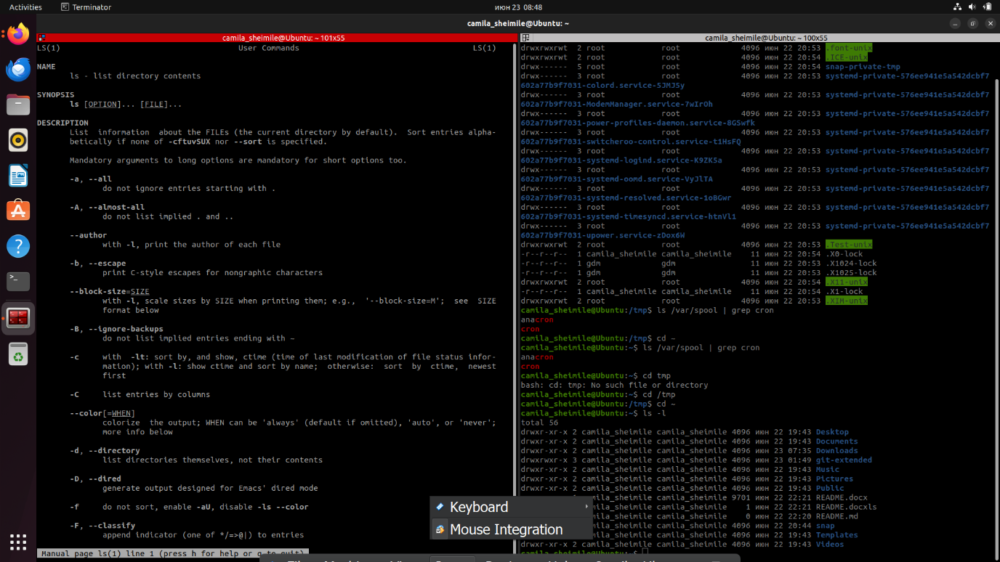 Activities
Terminator
июн 23 08:48
camila_sheimile@Ubuntu: ~
camila_sheimile@Ubuntu: ~ 101x55
LS(1) User Commands LS(1)
NAME
ls - list directory contents
SYNOPSIS
ls [OPTION]... [FILE]...
DESCRIPTION
List information about the FILEs (the current directory by default). Sort entries alpha-
betically if none of -cftuvSUX nor --sort is specified.
Mandatory arguments to long options are mandatory for short options too.
-a, --all
do not ignore entries starting with .
-A, --almost-all
do not list implied . and ..
--author
with -l, print the author of each file
-b, --escape
print C-style escapes for nongraphic characters
--block-size=SIZE
with -l, scale sizes by SIZE when printing them; e.g., '--block-size=M'; see SIZE
format below
-B, --ignore-backups
do not list implied entries ending with ~
-c with -lt: sort by, and show, ctime (time of last modification of file status infor-
mation); with -l: show ctime and sort by name; otherwise: sort by ctime, newest
first
-C list entries by columns
--color[=WHEN]
colorize the output; WHEN can be 'always' (default if omitted), 'auto', or 'never';
more info below
-d, --directory
list directories themselves, not their contents
-D, --dired
generate output designed for Emacs' dired mode
-f do not sort, enable -aU, disable -ls --color
-F, --classify
append indicator (one of */=>@|) to entries
Manual page ls(1) line 1 (press h for help or q to quit)
camila_sheimile@Ubuntu: ~ 100x55
drwxrwxrwt 2 root root 4096 июн 22 20:53 .font-unix
drwxrwxrwt 2 root root 4096 июн 22 20:54 .ICE-unix
drwx------ 5 root root 4096 июн 22 20:54 snap-private-tmp
drwx------ 3 root root 4096 июн 22 20:53 systemd-private-576ee941e5a542dcbf7
602a77b9f7031-colord.service-5JMJ5y
drwx------ 3 root root 4096 июн 22 20:53 systemd-private-576ee941e5a542dcbf7
602a77b9f7031-ModemManager.service-7wIrOh
drwx------ 3 root root 4096 июн 22 20:53 systemd-private-576ee941e5a542dcbf7
602a77b9f7031-power-profiles-daemon.service-8GSwfk
drwx------ 3 root root 4096 июн 22 20:53 systemd-private-576ee941e5a542dcbf7
602a77b9f7031-switcheroo-control.service-t1HsFQ
drwx------ 3 root root 4096 июн 22 20:53 systemd-private-576ee941e5a542dcbf7
602a77b9f7031-systemd-logind.service-K9ZK5a
drwx------ 3 root root 4096 июн 22 20:53 systemd-private-576ee941e5a542dcbf7
602a77b9f7031-systemd-oomd.service-VyJlTA
drwx------ 3 root root 4096 июн 22 20:53 systemd-private-576ee941e5a542dcbf7
602a77b9f7031-systemd-resolved.service-1oBGwr
drwx------ 3 root root 4096 июн 22 20:53 systemd-private-576ee941e5a542dcbf7
602a77b9f7031-systemd-timesyncd.service-htnVl1
drwx------ 3 root root 4096 июн 22 20:53 systemd-private-576ee941e5a542dcbf7
602a77b9f7031-upower.service-zDox6W
drwxrwxrwt 2 root root 4096 июн 22 20:53 .Test-unix
-r--r--r-- 1 camila_sheimile camila_sheimile 11 июн 22 20:54 .X0-lock
-r--r--r-- 1 gdm gdm 11 июн 22 20:54 .X1024-lock
-r--r--r-- 1 gdm gdm 11 июн 22 20:53 .X1025-lock
drwxrwxrwt 2 root root 4096 июн 22 20:54 .X11-unix
-r--r--r-- 1 camila_sheimile camila_sheimile 11 июн 22 20:53 .X1-lock
drwxrwxrwt 2 root root 4096 июн 22 20:53 .XIM-unix
camila_sheimile@Ubuntu:/tmp$ ls /var/spool | grep cron
anacron
cron
camila_sheimile@Ubuntu:/tmp$ cd ~
camila_sheimile@Ubuntu:~$ ls /var/spool | grep cron
anacron
cron
camila_sheimile@Ubuntu:~$ cd tmp
bash: cd: tmp: No such file or directory
camila_sheimile@Ubuntu:~$ cd /tmp
camila_sheimile@Ubuntu:/tmp$ cd ~
camila_sheimile@Ubuntu:~$ ls -l
total 56
drwxr-xr-x 2 camila_sheimile camila_sheimile 4096 июн 22 19:43 Desktop
drwxr-xr-x 2 camila_sheimile camila_sheimile 4096 июн 22 19:43 Documents
drwxr-xr-x 2 camila_sheimile camila_sheimile 4096 июн 23 07:35 Downloads
drwxrwxr-x 3 camila_sheimile camila_sheimile 4096 июн 23 01:49 git-extended
drwxr-xr-x 2 camila_sheimile camila_sheimile 4096 июн 22 19:43 Music
drwxr-xr-x 2 camila_sheimile camila_sheimile 4096 июн 22 19:43 Pictures
drwxr-xr-x 2 camila_sheimile camila_sheimile 4096 июн 22 19:43 Public
camila_sheimile 9701 июн 22 22:21 README.docx
camila_sheimile 1 июн 22 22:21 README.docxls
camila_sheimile 0 июн 22 22:20 README.md
camila_sheimile 4096 июн 22 20:44 snap
camila_sheimile 4096 июн 22 19:43 Templates
drwxr-xr-x 2 camila_sheimile camila_sheimile 4096 июн 22 19:43 Videos
camila_sheimile@Ubuntu:~$
Keyboard
Mouse Integration